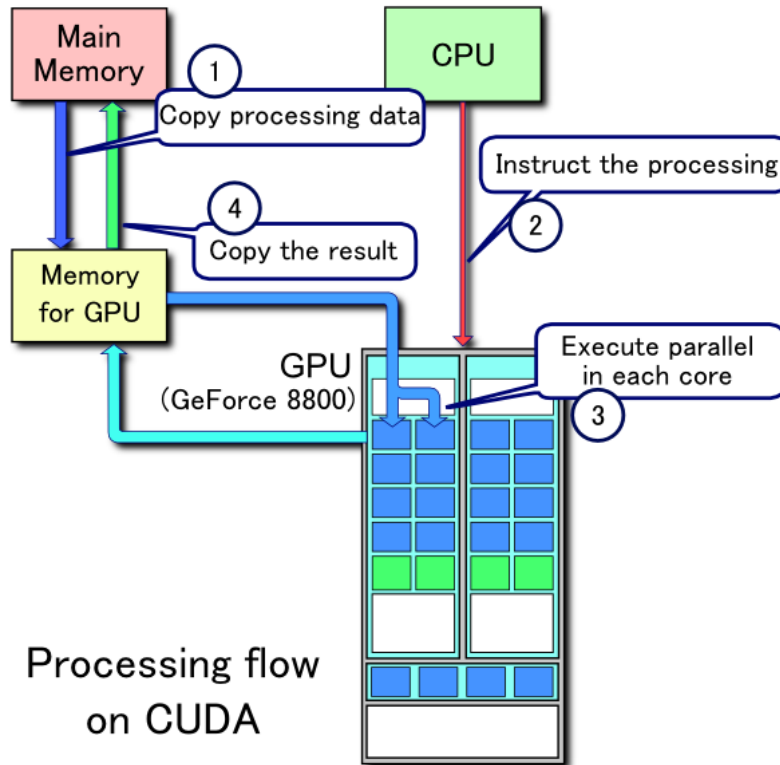 Main
Memory
CPU
1
Copy processing data
Instruct the processing
2
4
Copy the result
Memory
for GPU
GPU
(GeForce 8800)
Execute parallel
in each core
3
Processing flow
on CUDA